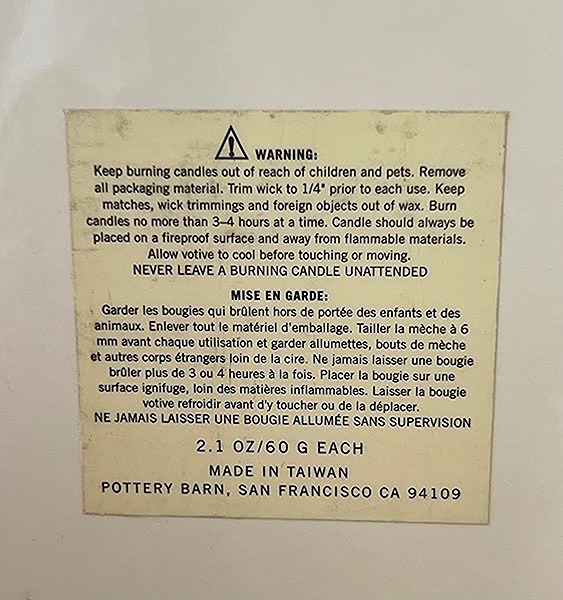 WARNING:
Keep burning candles out of reach of children and pets. Remove
all packaging material. Trim wick to 1/4" prior to each use. Keep
matches, wick trimmings and foreign objects out of wax. Burn
candles no more than 3–4 hours at a time. Candle should always be
placed on a fireproof surface and away from flammable materials.
Allow votive to cool before touching or moving.
NEVER LEAVE A BURNING CANDLE UNATTENDED
MISE EN GARDE:
Garder les bougies qui brûlent hors de portée des enfants et des
animaux. Enlever tout le matériel d'emballage. Tailler la mèche à 6
mm avant chaque utilisation et garder allumettes, bouts de mèche
et autres corps étrangers loin de la cire. Ne jamais laisser une bougie
brûler plus de 3 ou 4 heures à la fois. Placer la bougie sur une
surface ignifuge, loin des matières inflammables. Laisser la bougie
votive refroidir avant d'y toucher ou de la déplacer.
NE JAMAIS LAISSER UNE BOUGIE ALLUMÉE SANS SUPERVISION
2.1 OZ/60 G EACH
MADE IN TAIWAN
POTTERY BARN, SAN FRANCISCO CA 94109